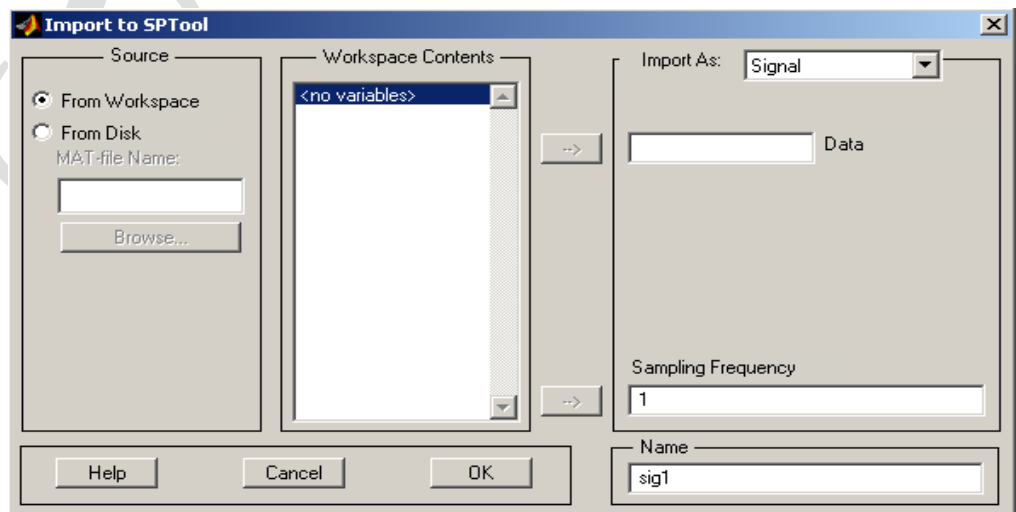 Import to SPTool
Source
From Workspace
From Disk
MAT-file Name:
Browse...
Workspace Contents
<no variables>
-->
-->
Import As: Signal
Data
Sampling Frequency
1
Help Cancel OK
Name
sig1